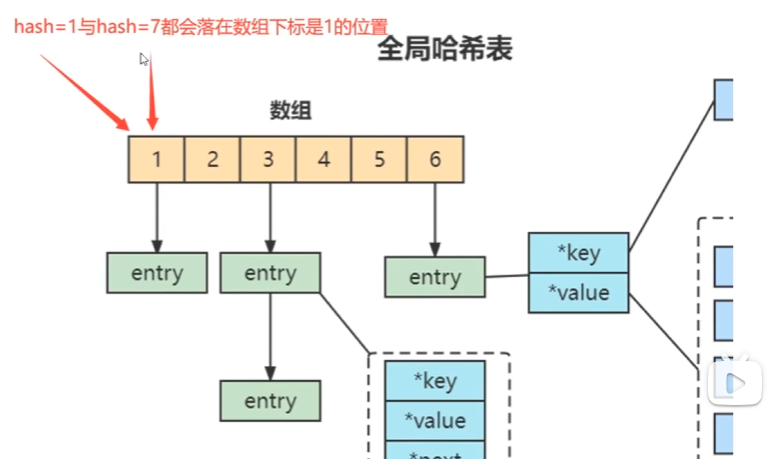 hash=1与hash=7都会落在数组下标是1的位置
全局哈希表
数组
1 2 3 4 5 6
entry
entry
entry
*key
*value
entry
*key
*value
*next